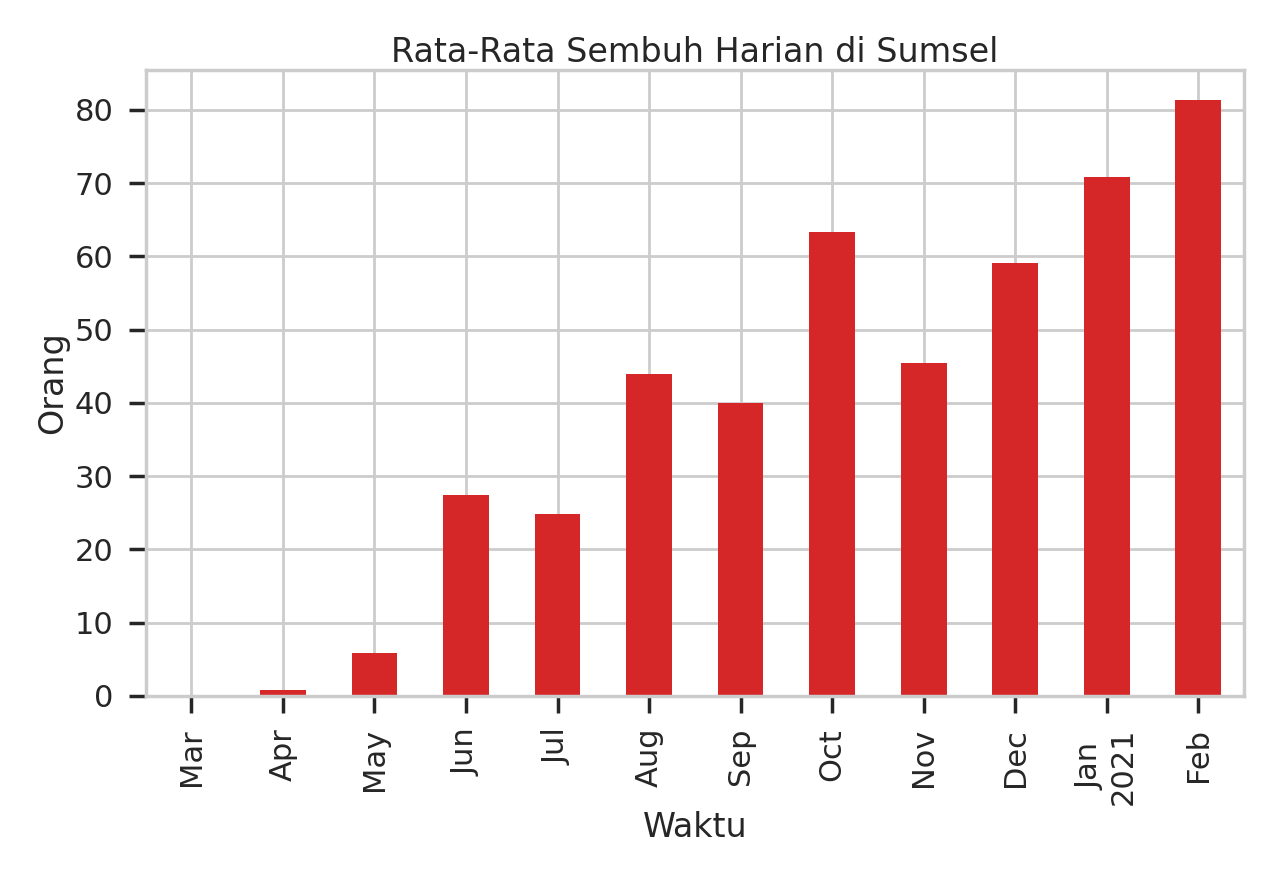 Rata-Rata Sembuh Harian di Sumsel
80
70
60
50
40
30
20
10
0
Orang
Mar
Apr
May
Jun
Jul
Aug
Sep
Oct
Nov
Dec
Jan
2021
Feb
Waktu